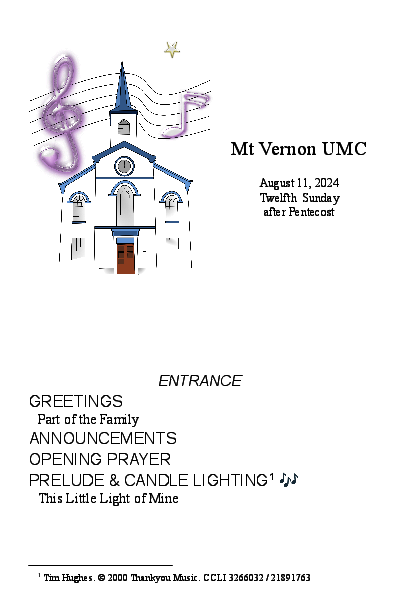 Mt Vernon UMC
August 11, 2024
Twelfth Sunday
after Pentecost
ENTRANCE
GREETINGS
Part of the Family
ANNOUNCEMENTS
OPENING PRAYER
PRELUDE & CANDLE LIGHTING¹ 🎶
This Little Light of Mine
¹ Tim Hughes. © 2000 Thankyou Music. CCLI 3266032 / 21891763